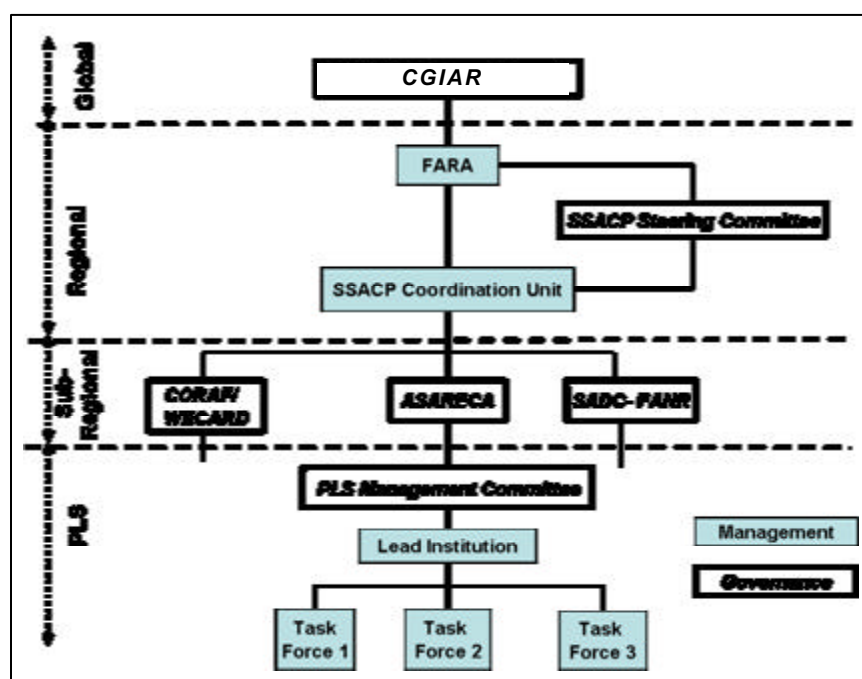 Global
CGIAR
Regional
FARA
SSACP Steering Committee
SSACP Coordination Unit
Sub-
Regional
CORAF/
WECARD
ASARECA
SADC- FANR
PLS
PLS Management Committee
Lead Institution
Management
Governance
Task
Force 1
Task
Force 2
Task
Force 3